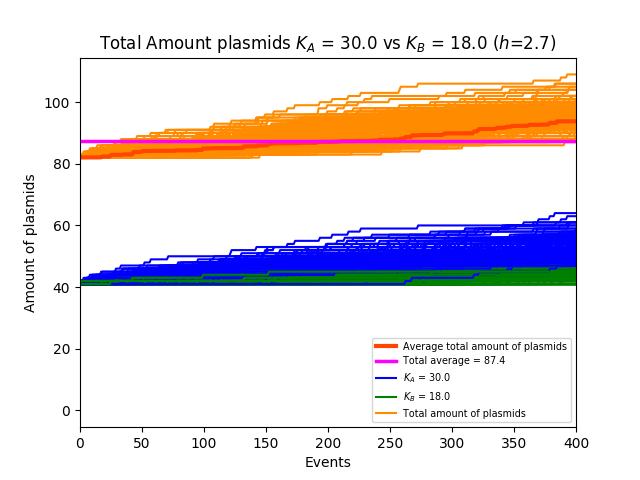 Total Amount plasmids K_A = 30.0 vs K_B = 18.0 (h=2.7)
Amount of plasmids
100
80
60
40
20
0
0 50 100 150 200 250 300 350 400
Events
Average total amount of plasmids
Total average = 87.4
K_A = 30.0
K_B = 18.0
Total amount of plasmids